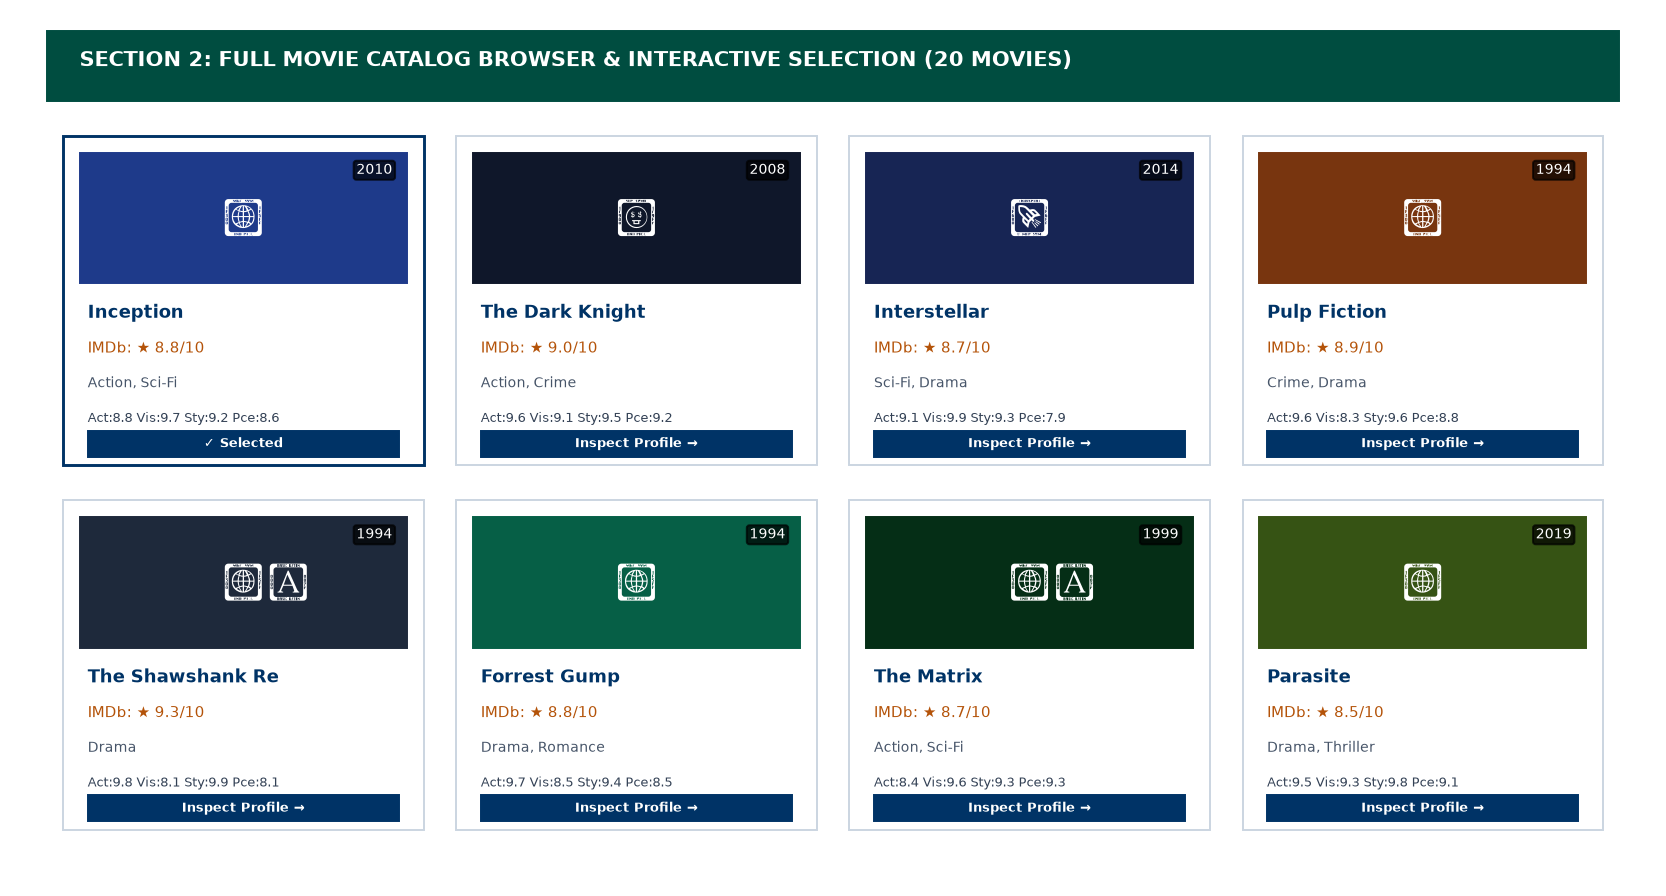 SECTION 2: FULL MOVIE CATALOG BROWSER & INTERACTIVE SELECTION (20 MOVIES)
2010
Inception
IMDb: ★ 8.8/10
Action, Sci-Fi
Act:8.8 Vis:9.7 Sty:9.2 Pce:8.6
✓ Selected
2008
The Dark Knight
IMDb: ★ 9.0/10
Action, Crime
Act:9.6 Vis:9.1 Sty:9.5 Pce:9.2
Inspect Profile →
2014
Interstellar
IMDb: ★ 8.7/10
Sci-Fi, Drama
Act:9.1 Vis:9.9 Sty:9.3 Pce:7.9
Inspect Profile →
1994
Pulp Fiction
IMDb: ★ 8.9/10
Crime, Drama
Act:9.6 Vis:8.3 Sty:9.6 Pce:8.8
Inspect Profile →
1994
A
The Shawshank Re
IMDb: ★ 9.3/10
Drama
Act:9.8 Vis:8.1 Sty:9.9 Pce:8.1
Inspect Profile →
1994
Forrest Gump
IMDb: ★ 8.8/10
Drama, Romance
Act:9.7 Vis:8.5 Sty:9.4 Pce:8.5
Inspect Profile →
1999
A
The Matrix
IMDb: ★ 8.7/10
Action, Sci-Fi
Act:8.4 Vis:9.6 Sty:9.3 Pce:9.3
Inspect Profile →
2019
Parasite
IMDb: ★ 8.5/10
Drama, Thriller
Act:9.5 Vis:9.3 Sty:9.8 Pce:9.1
Inspect Profile →